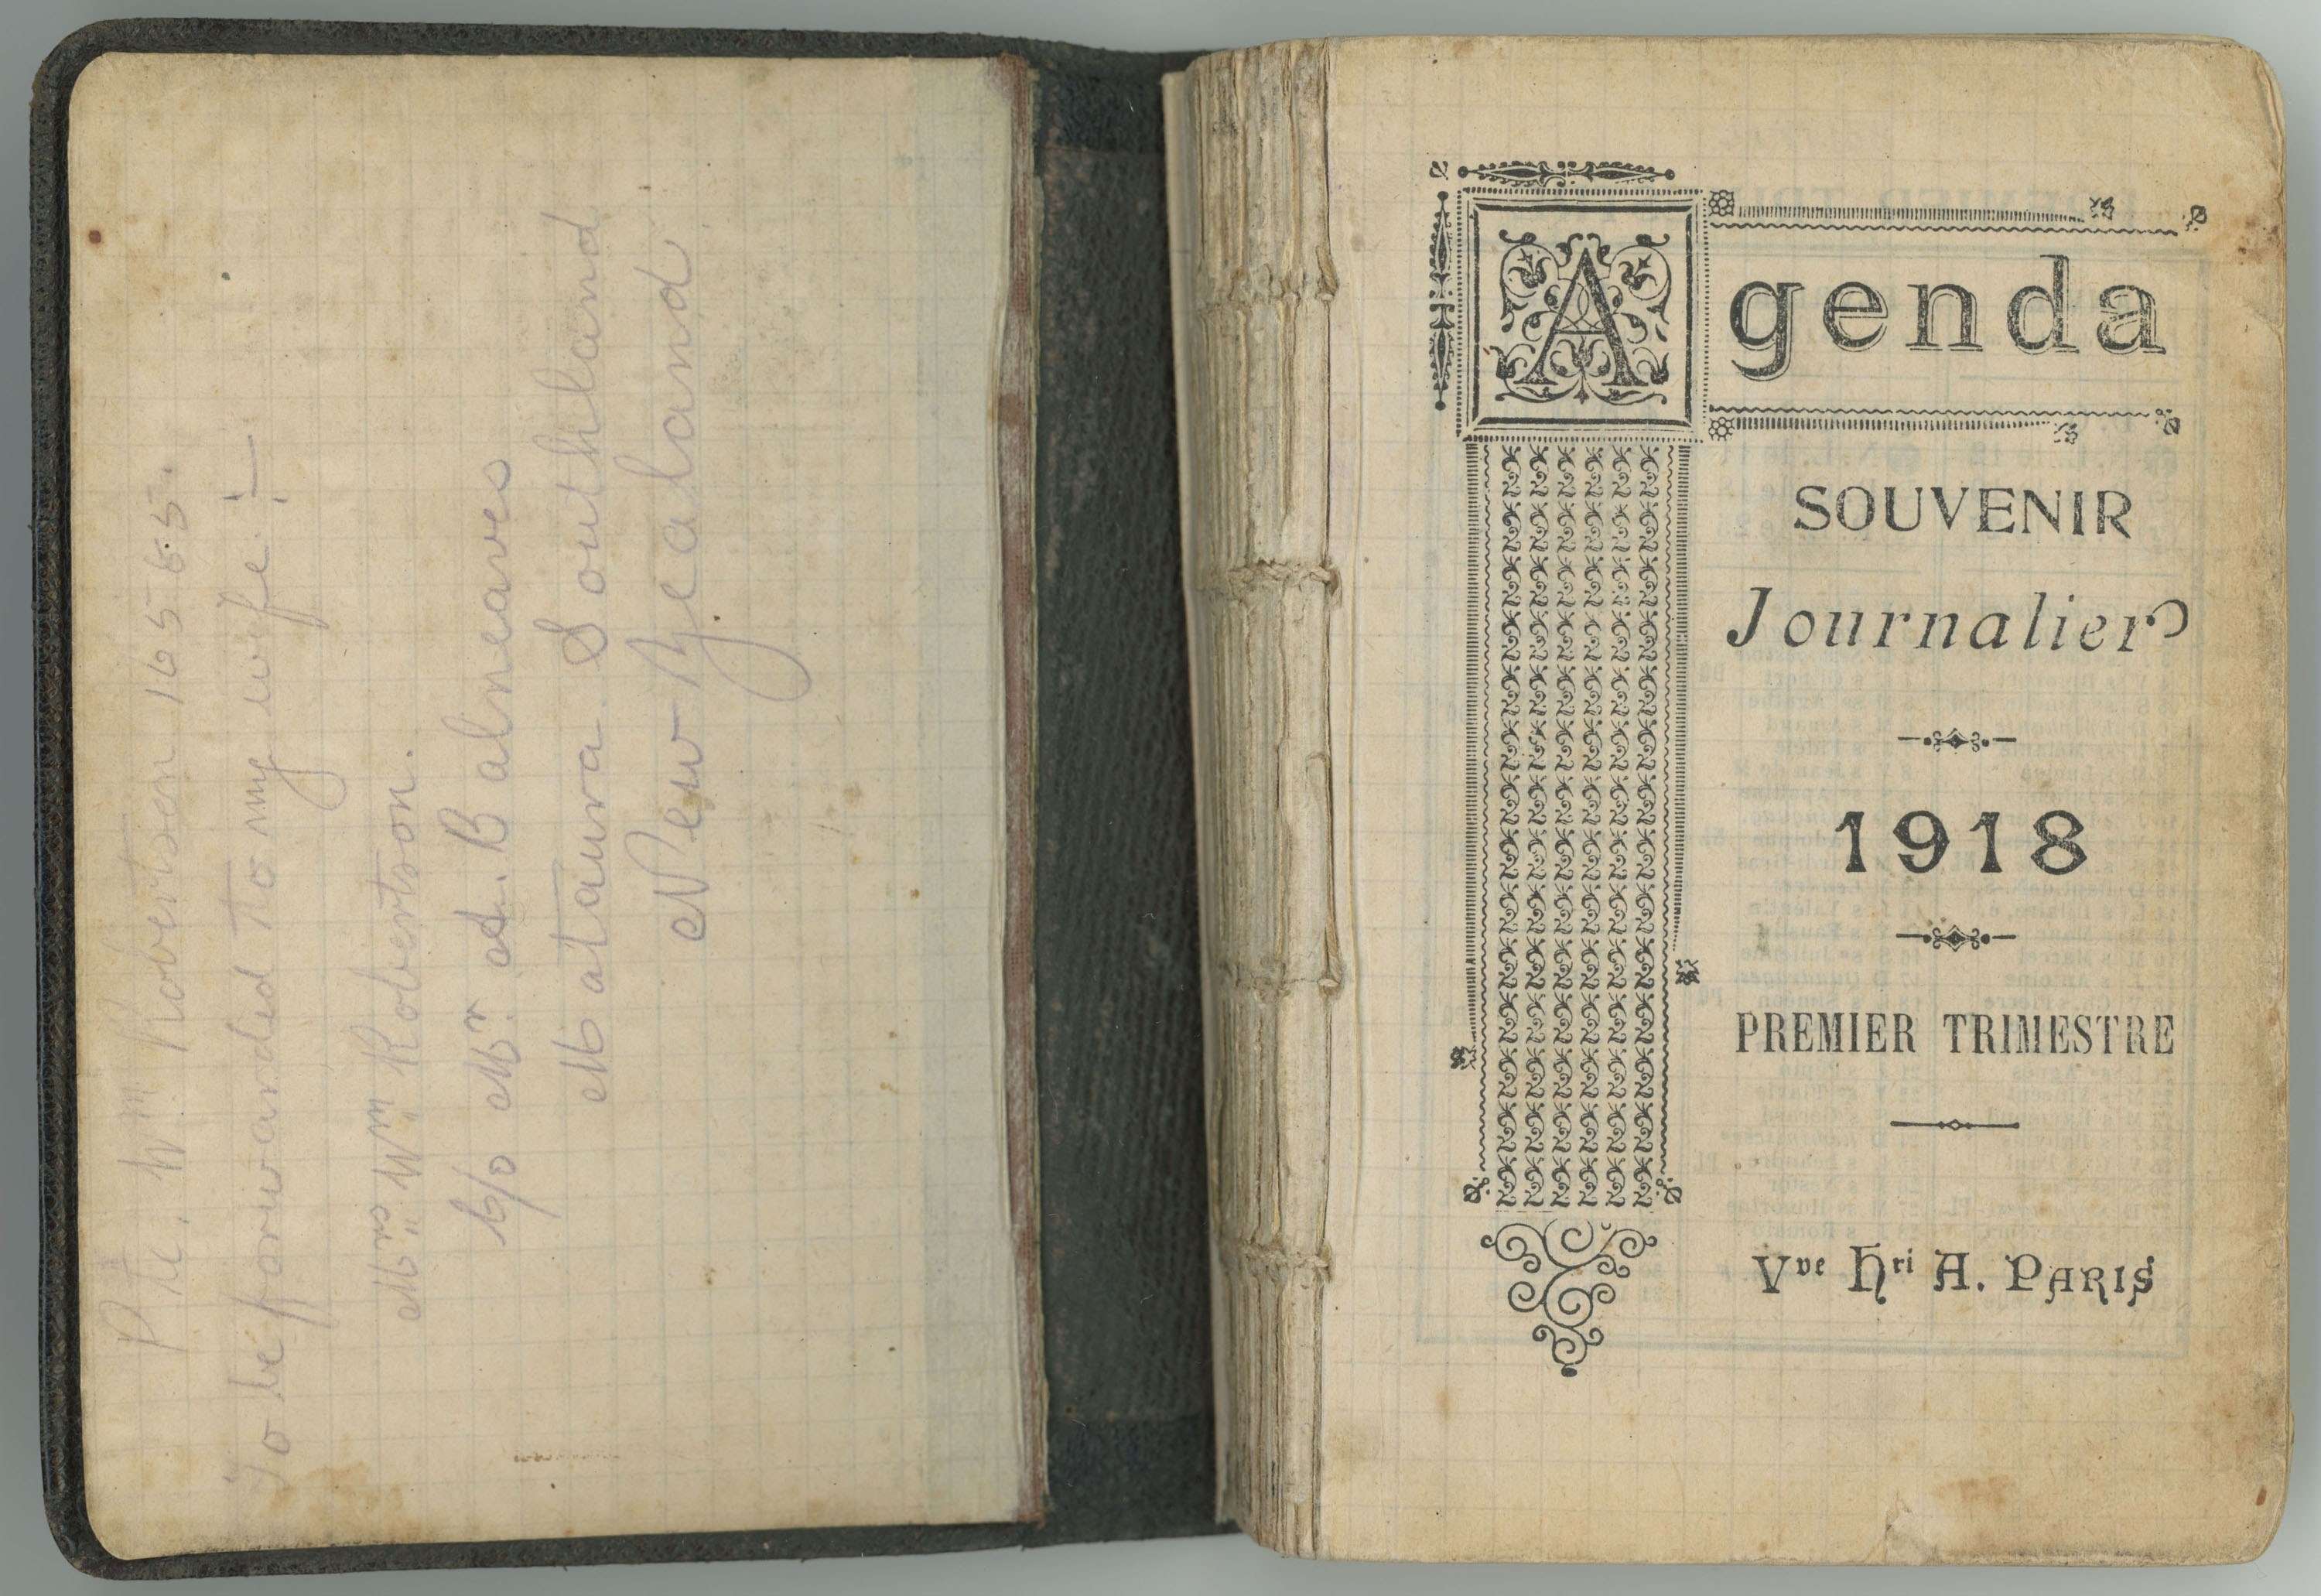 Pte. Wm Robertson 16565.
To be forwarded to my wife :—
Mrs Wm Robertson.
C/o Mr A. Balneaves
Mataura Southland
New Zealand
Agenda
SOUVENIR
Journalier
1918
PREMIER TRIMESTRE
Vve Hri A. PARIS